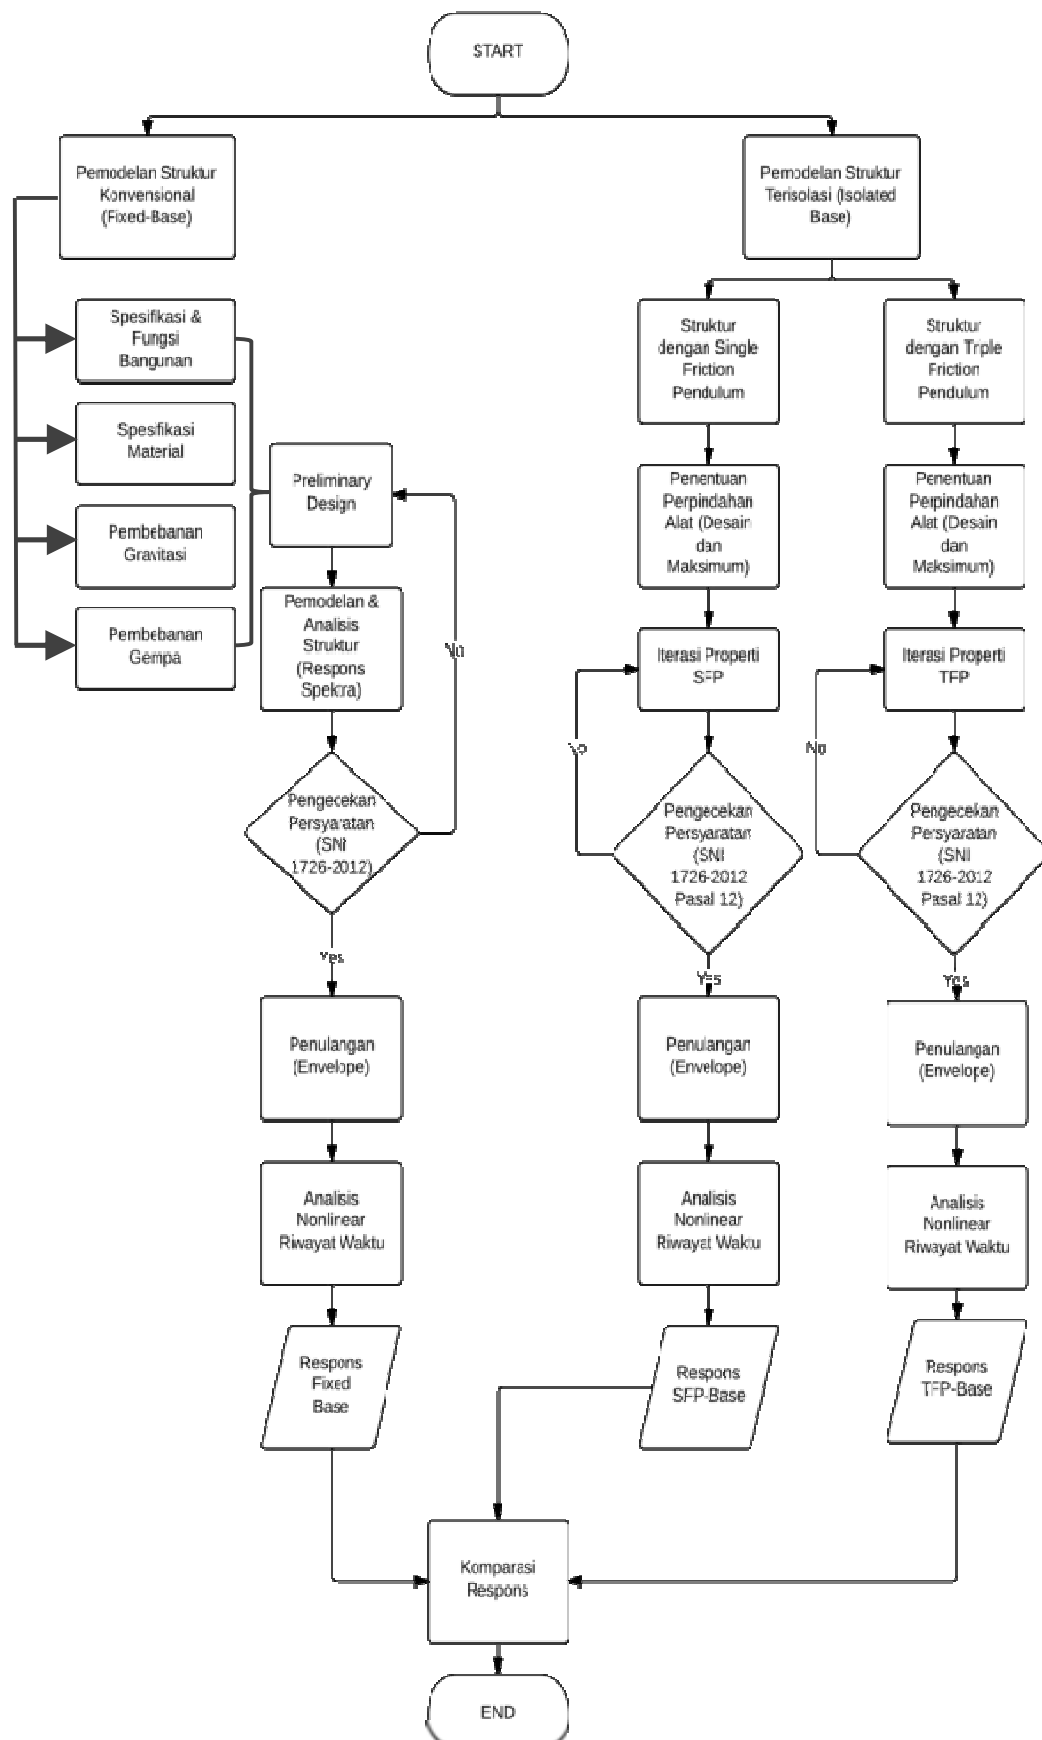 START
Pemodelan Struktur
Konvensional
(Fixed-Base)
Pemodelan Struktur
Terisolasi (Isolated
Base)
Spesifikasi &
Fungsi
Bangunan
Spesifikasi
Material
Pembebanan
Gravitasi
Pembebanan
Gempa
Preliminary
Design
Pemodelan &
Analisis
Struktur
(Respons
Spektra)
No
Pengecekan
Persyaratan
(SNI
1726-2012)
Yes
Penulangan
(Envelope)
Analisis
Nonlinear
Riwayat Waktu
Respons
Fixed
Base
Struktur
dengan Single
Friction
Pendulum
Penentuan
Perpindahan
Alat (Desain
dan
Maksimum)
Iterasi Properti
SFP
No
Pengecekan
Persyaratan
(SNI
1726-2012
Pasal 12)
Yes
Penulangan
(Envelope)
Analisis
Nonlinear
Riwayat Waktu
Respons
SFP-Base
Struktur
dengan Triple
Friction
Pendulum
Penentuan
Perpindahan
Alat (Desain
dan
Maksimum)
Iterasi Properti
TFP
No
Pengecekan
Persyaratan
(SNI
1726-2012
Pasal 12)
Yes
Penulangan
(Envelope)
Analisis
Nonlinear
Riwayat Waktu
Respons
TFP-Base
Komparasi
Respons
END